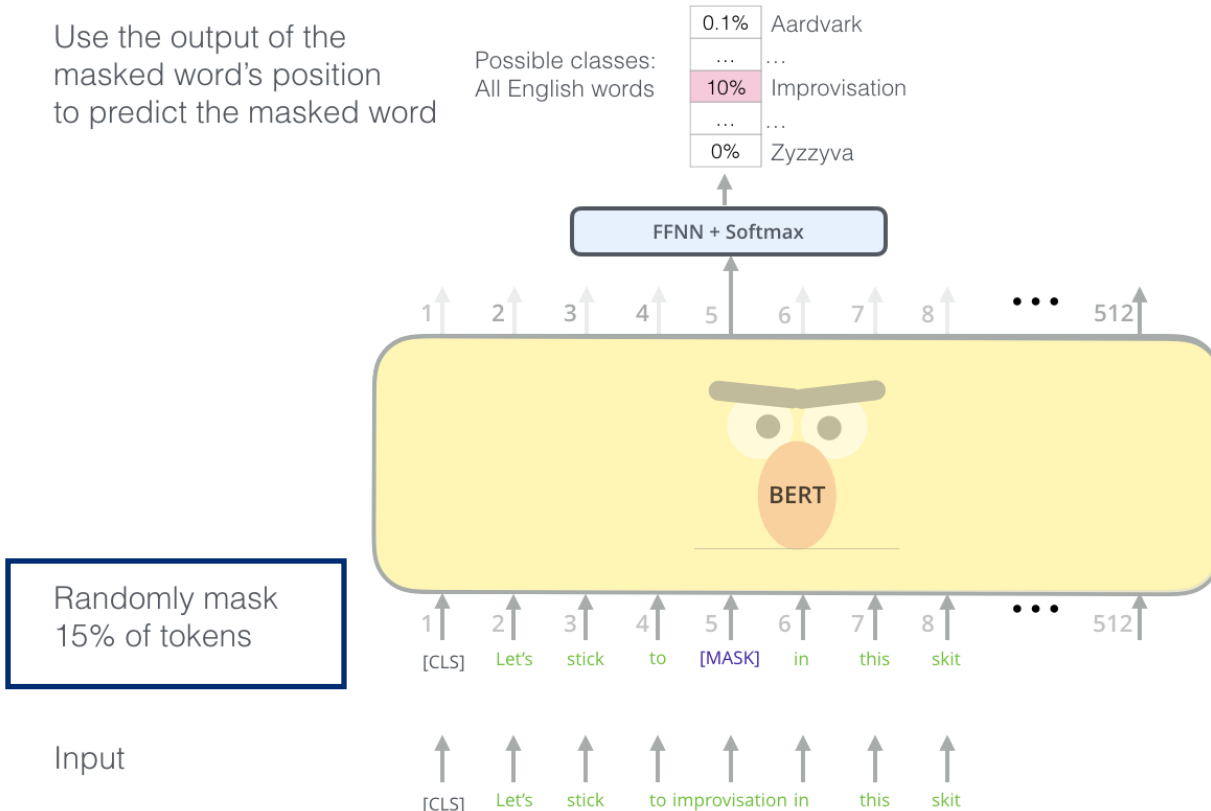 Use the output of the
masked word's position
to predict the masked word
Possible classes:
All English words
0.1% Aardvark
... ...
10% Improvisation
... ...
0% Zyzzyva
FFNN + Softmax
1 2 3 4 5 6 7 8 ... 512
BERT
Randomly mask
15% of tokens
1 2 3 4 5 6 7 8 ... 512
[CLS] Let's stick to [MASK] in this skit
Input
[CLS] Let's stick to improvisation in this skit